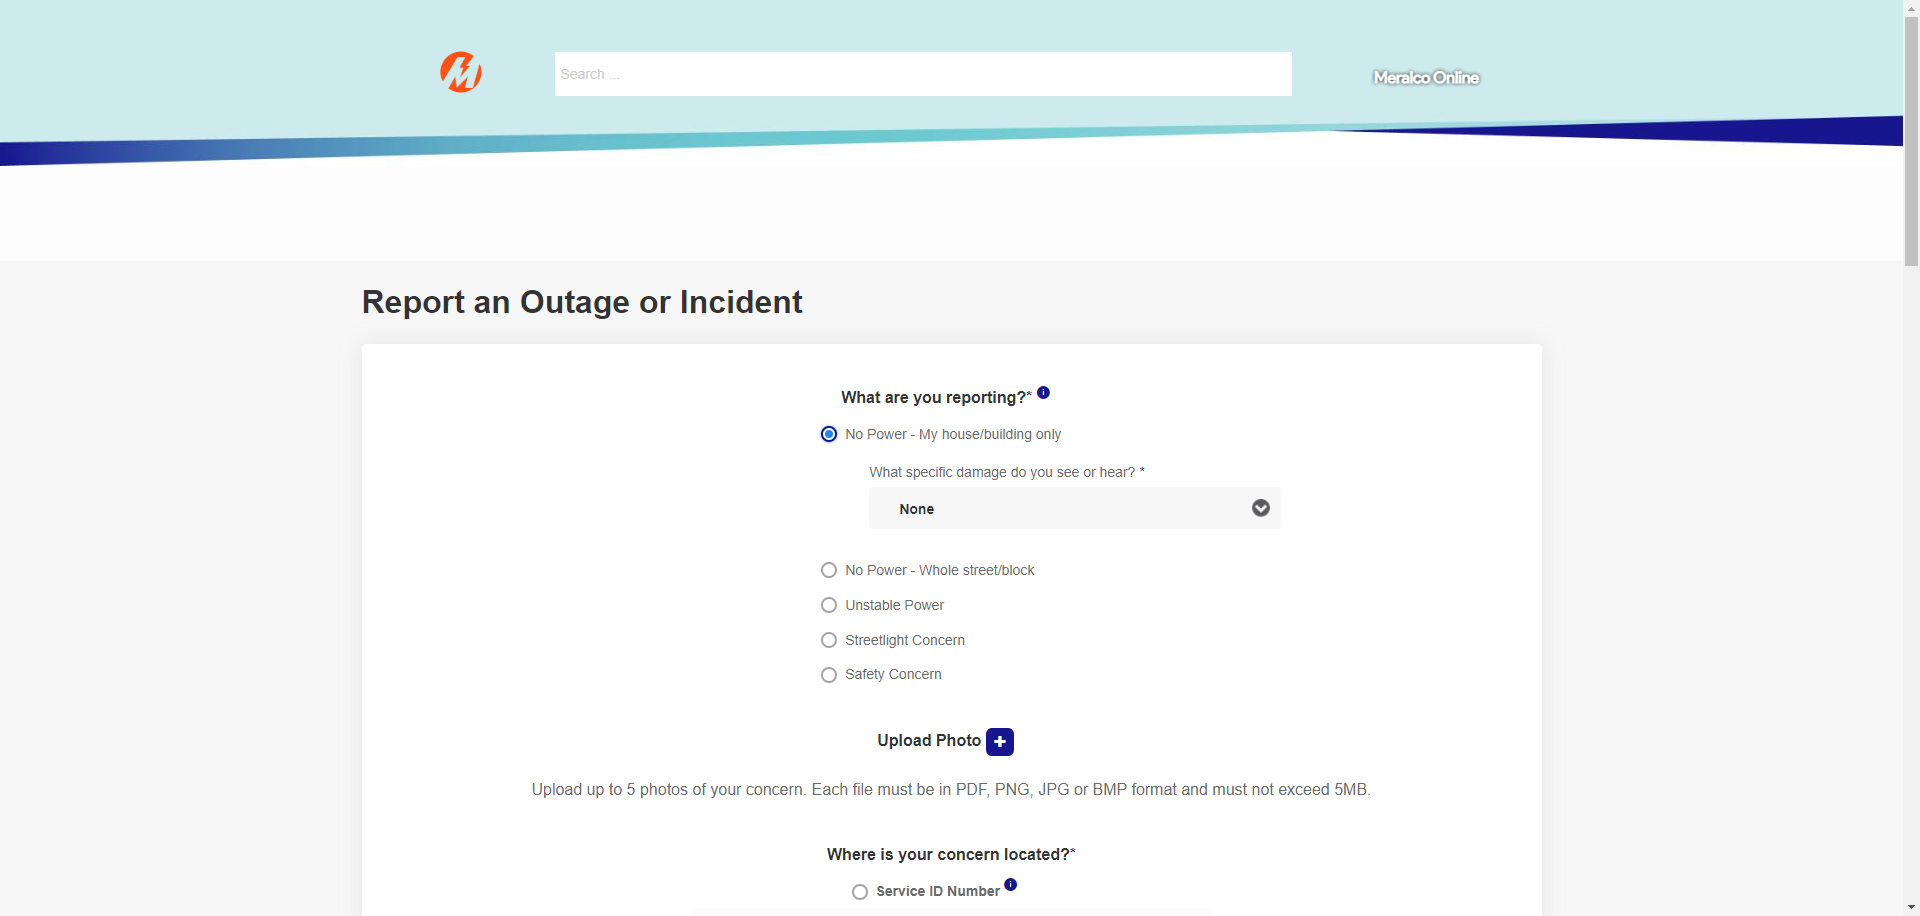 Search ...
Meralco Online
Report an Outage or Incident
What are you reporting?* i
No Power - My house/building only
What specific damage do you see or hear? *
None
No Power - Whole street/block
Unstable Power
Streetlight Concern
Safety Concern
Upload Photo +
Upload up to 5 photos of your concern. Each file must be in PDF, PNG, JPG or BMP format and must not exceed 5MB.
Where is your concern located?*
Service ID Number i